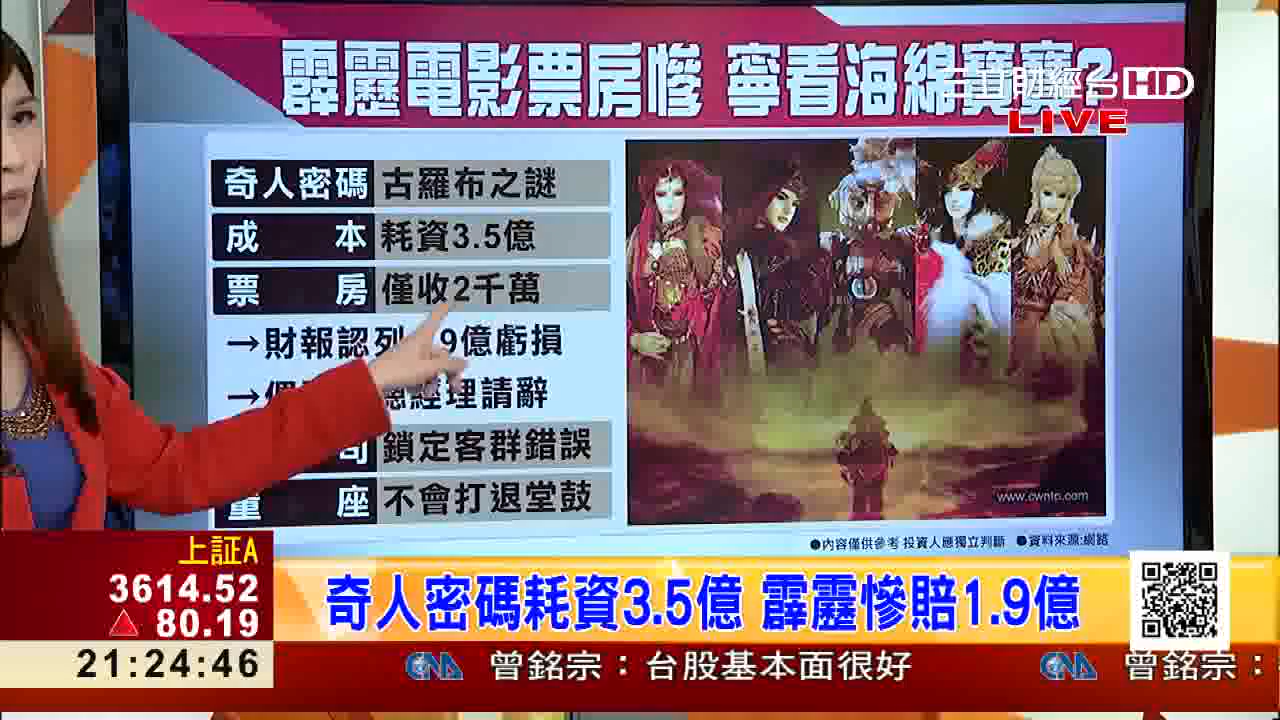 霹靂電影票房慘 寧看海綿寶寶?
三立財經台HD
LIVE
奇人密碼 古羅布之謎
成本 耗資3.5億
票房 僅收2千萬
→財報認列 9億虧損
→ 總經理請辭
司 鎖定客群錯誤
董座 不會打退堂鼓
www.cwntp.com
●內容僅供參考 投資人應獨立判斷 ●資料來源:網路
上証A
3614.52
▲ 80.19
奇人密碼耗資3.5億 霹靂慘賠1.9億
21:24:46
CNA 曾銘宗:台股基本面很好 CNA 曾銘宗: